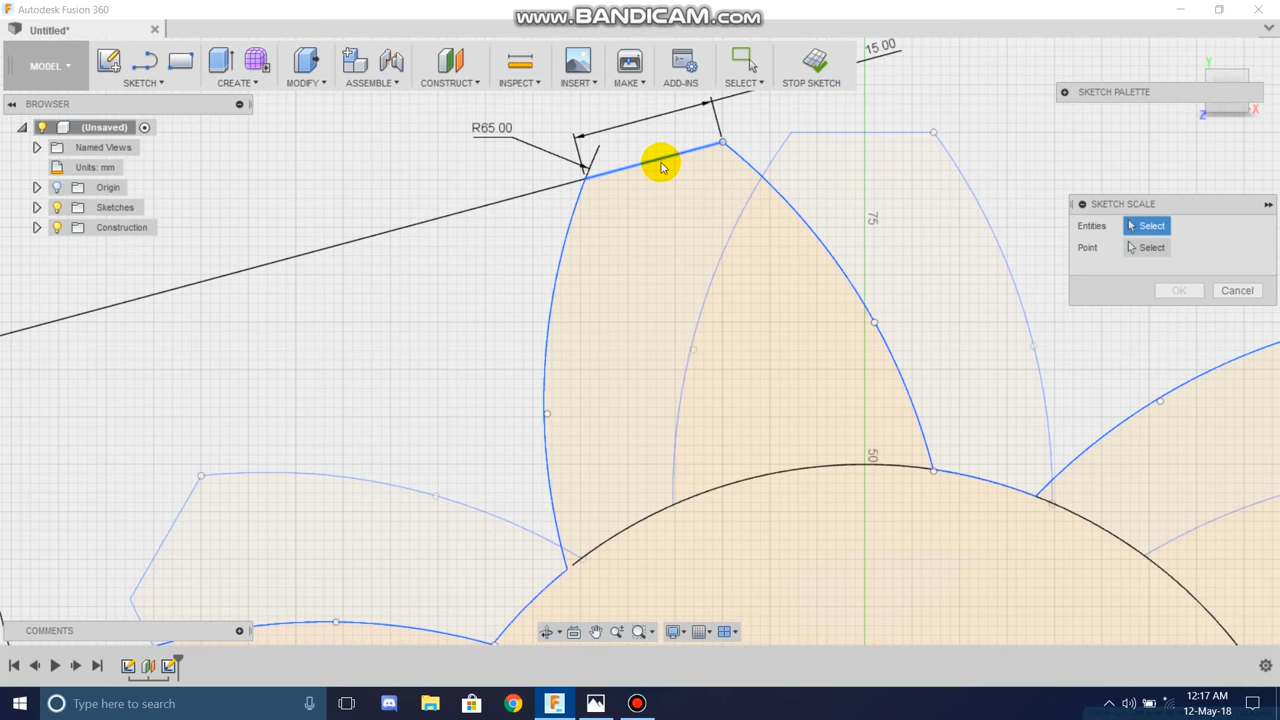 Autodesk Fusion 360
www.BANDICAM.com
Untitled*
MODEL
SKETCH
CREATE
MODIFY
ASSEMBLE
CONSTRUCT
INSPECT
INSERT
MAKE
ADD-INS
SELECT
STOP SKETCH
15.00
Y
Z
X
BROWSER
SKETCH PALETTE
(Unsaved)
Named Views
Units: mm
Origin
Sketches
Construction
R65.00
75
50
SKETCH SCALE
Entities Select
Point Select
OK Cancel
COMMENTS
Type here to search
12:17 AM
12-May-18